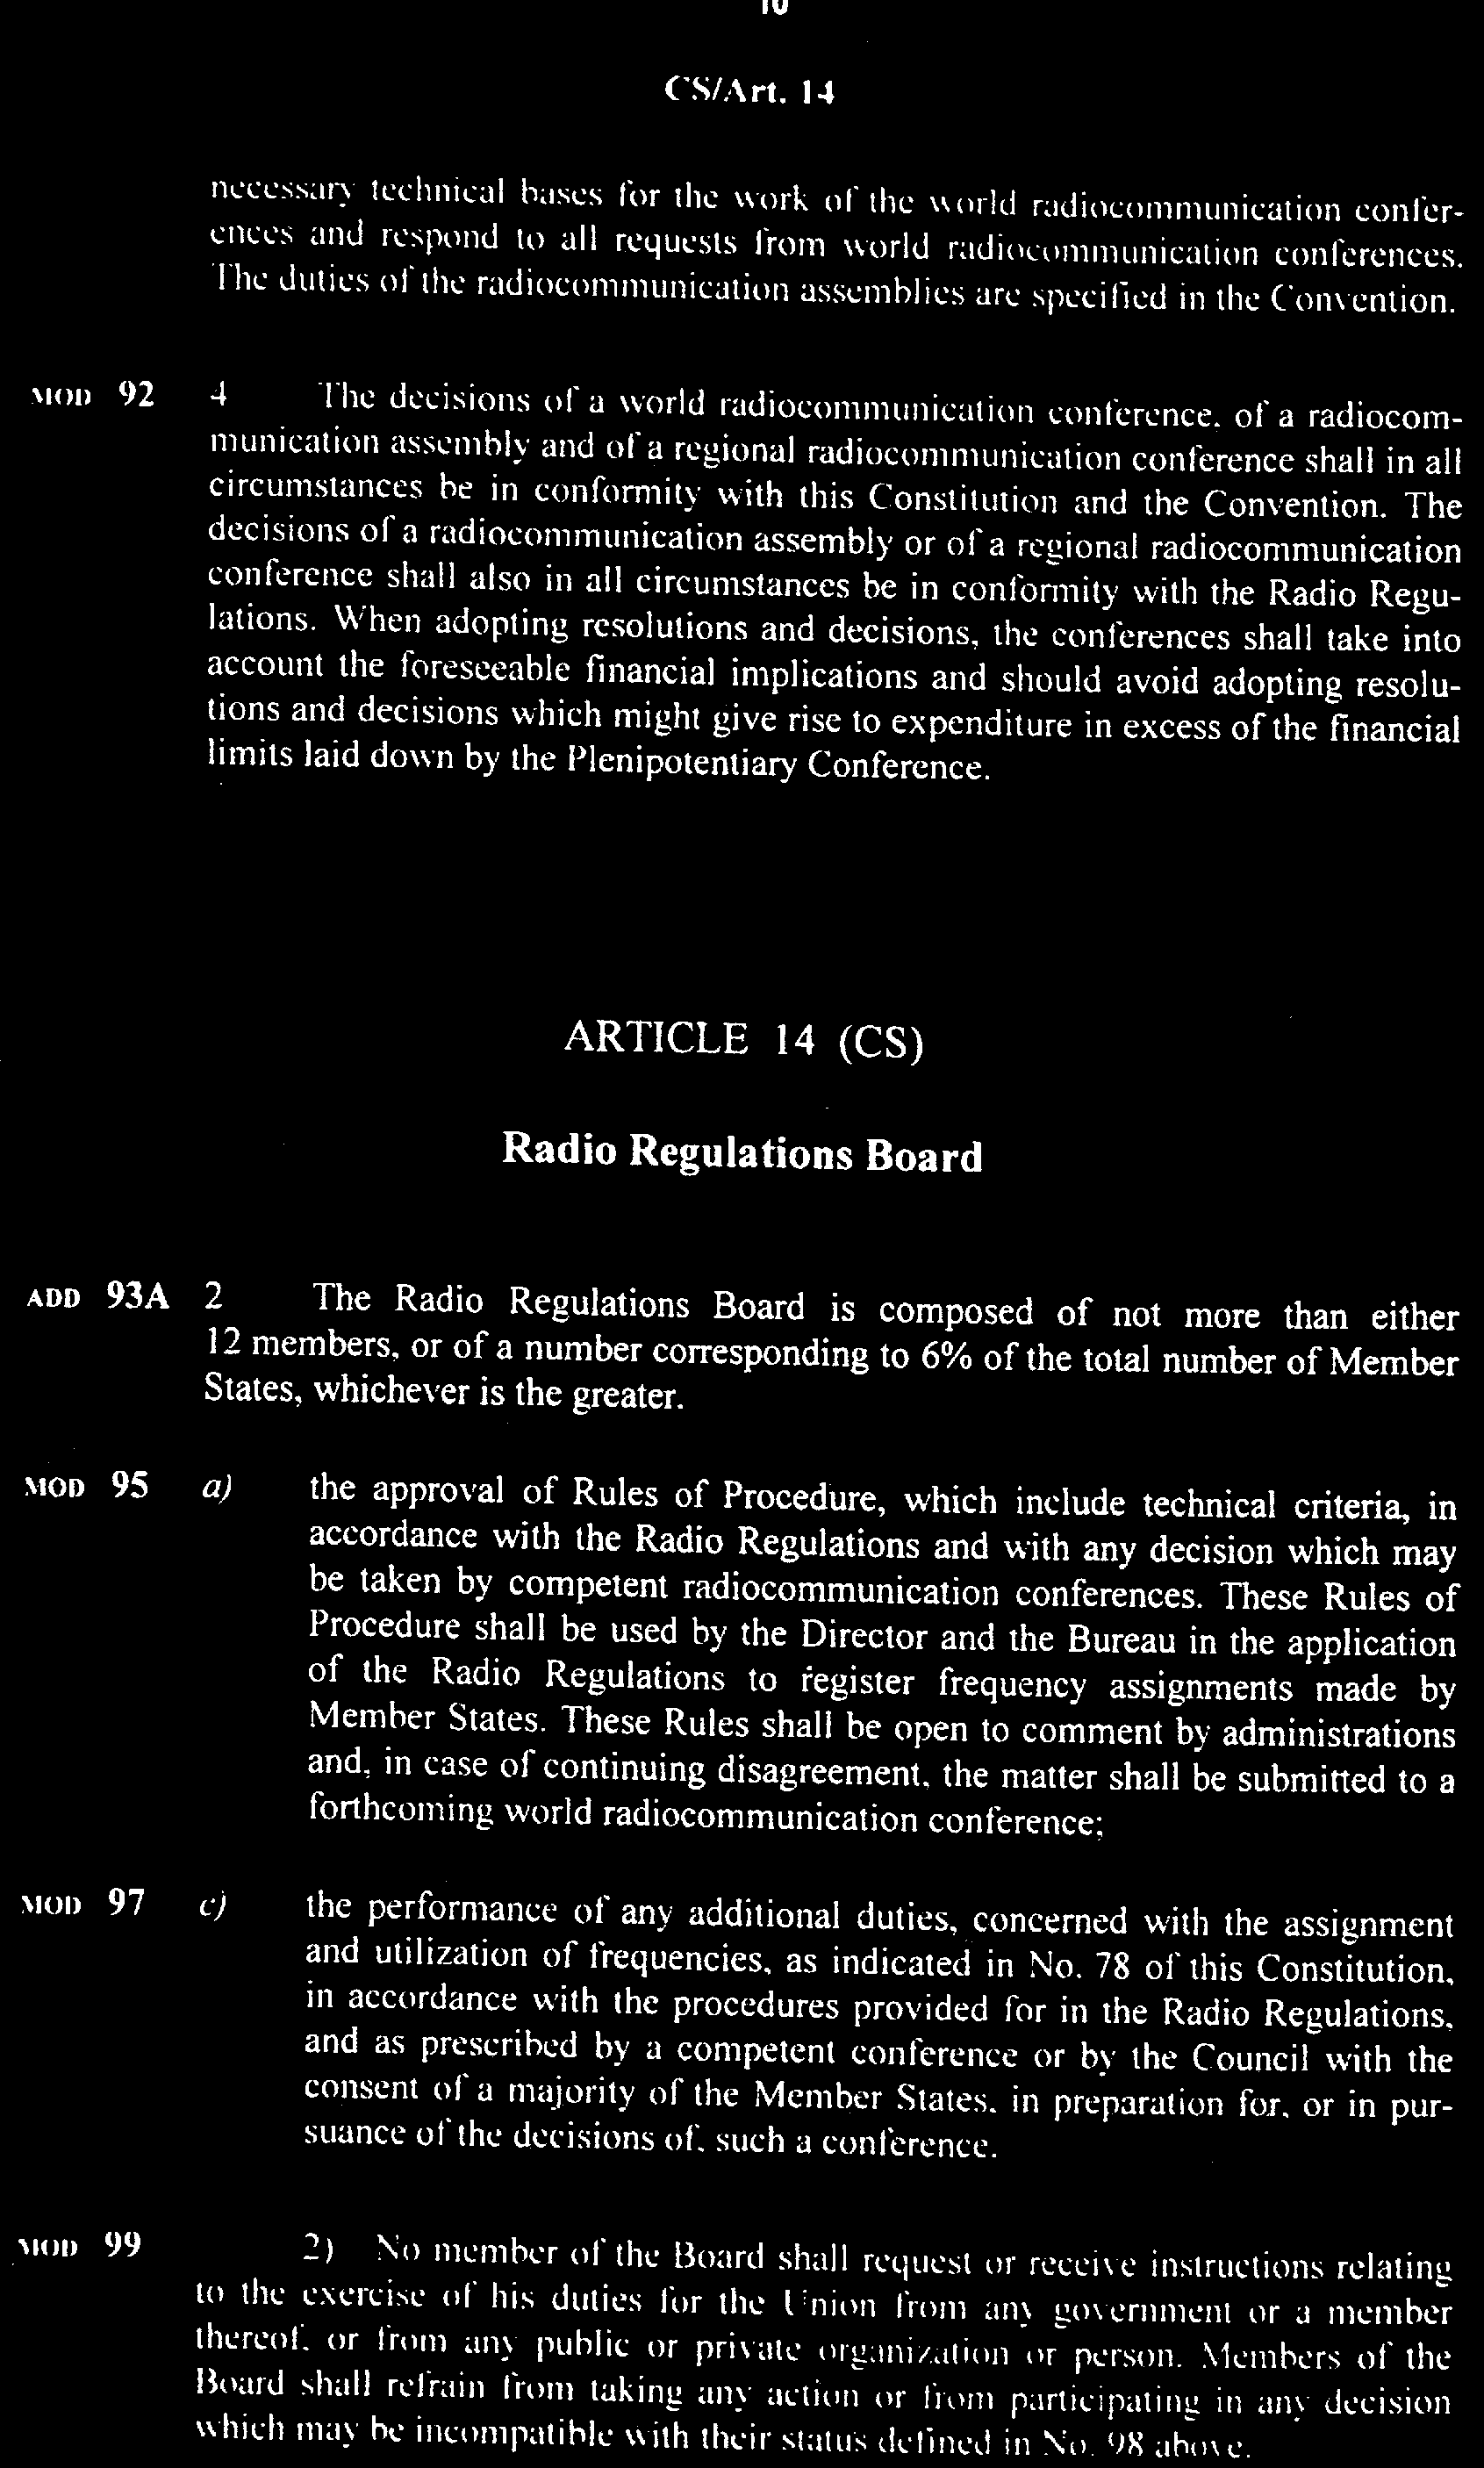 10
CS/Art. 14
necessary technical bases for the work of the world radiocommunication confer-
ences and respond to all requests from world radiocommunication conferences.
The duties of the radiocommunication assemblies are specified in the Convention.
MOD 92 4 The decisions of a world radiocommunication conference, of a radiocom-
munication assembly and of a regional radiocommunication conference shall in all
circumstances be in conformity with this Constitution and the Convention. The
decisions of a radiocommunication assembly or of a regional radiocommunication
conference shall also in all circumstances be in conformity with the Radio Regu-
lations. When adopting resolutions and decisions, the conferences shall take into
account the foreseeable financial implications and should avoid adopting resolu-
tions and decisions which might give rise to expenditure in excess of the financial
limits laid down by the Plenipotentiary Conference.
ARTICLE 14 (CS)
Radio Regulations Board
ADD 93A 2 The Radio Regulations Board is composed of not more than either
12 members, or of a number corresponding to 6% of the total number of Member
States, whichever is the greater.
MOD 95 a) the approval of Rules of Procedure, which include technical criteria, in
accordance with the Radio Regulations and with any decision which may
be taken by competent radiocommunication conferences. These Rules of
Procedure shall be used by the Director and the Bureau in the application
of the Radio Regulations to register frequency assignments made by
Member States. These Rules shall be open to comment by administrations
and, in case of continuing disagreement, the matter shall be submitted to a
forthcoming world radiocommunication conference;
MOD 97 c) the performance of any additional duties, concerned with the assignment
and utilization of frequencies, as indicated in No. 78 of this Constitution,
in accordance with the procedures provided for in the Radio Regulations,
and as prescribed by a competent conference or by the Council with the
consent of a majority of the Member States, in preparation for, or in pur-
suance of the decisions of, such a conference.
MOD 99 2) No member of the Board shall request or receive instructions relating
to the exercise of his duties for the Union from any government or a member
thereof, or from any public or private organization or person. Members of the
Board shall refrain from taking any action or from participating in any decision
which may be incompatible with their status defined in No. 98 above.